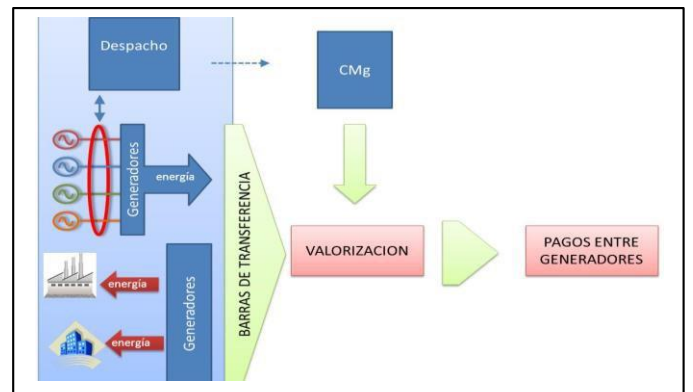 Despacho
CMg
Generadores
energía
BARRAS DE TRANSFERENCIA
VALORIZACION
PAGOS ENTRE
GENERADORES
energía
Generadores
energía